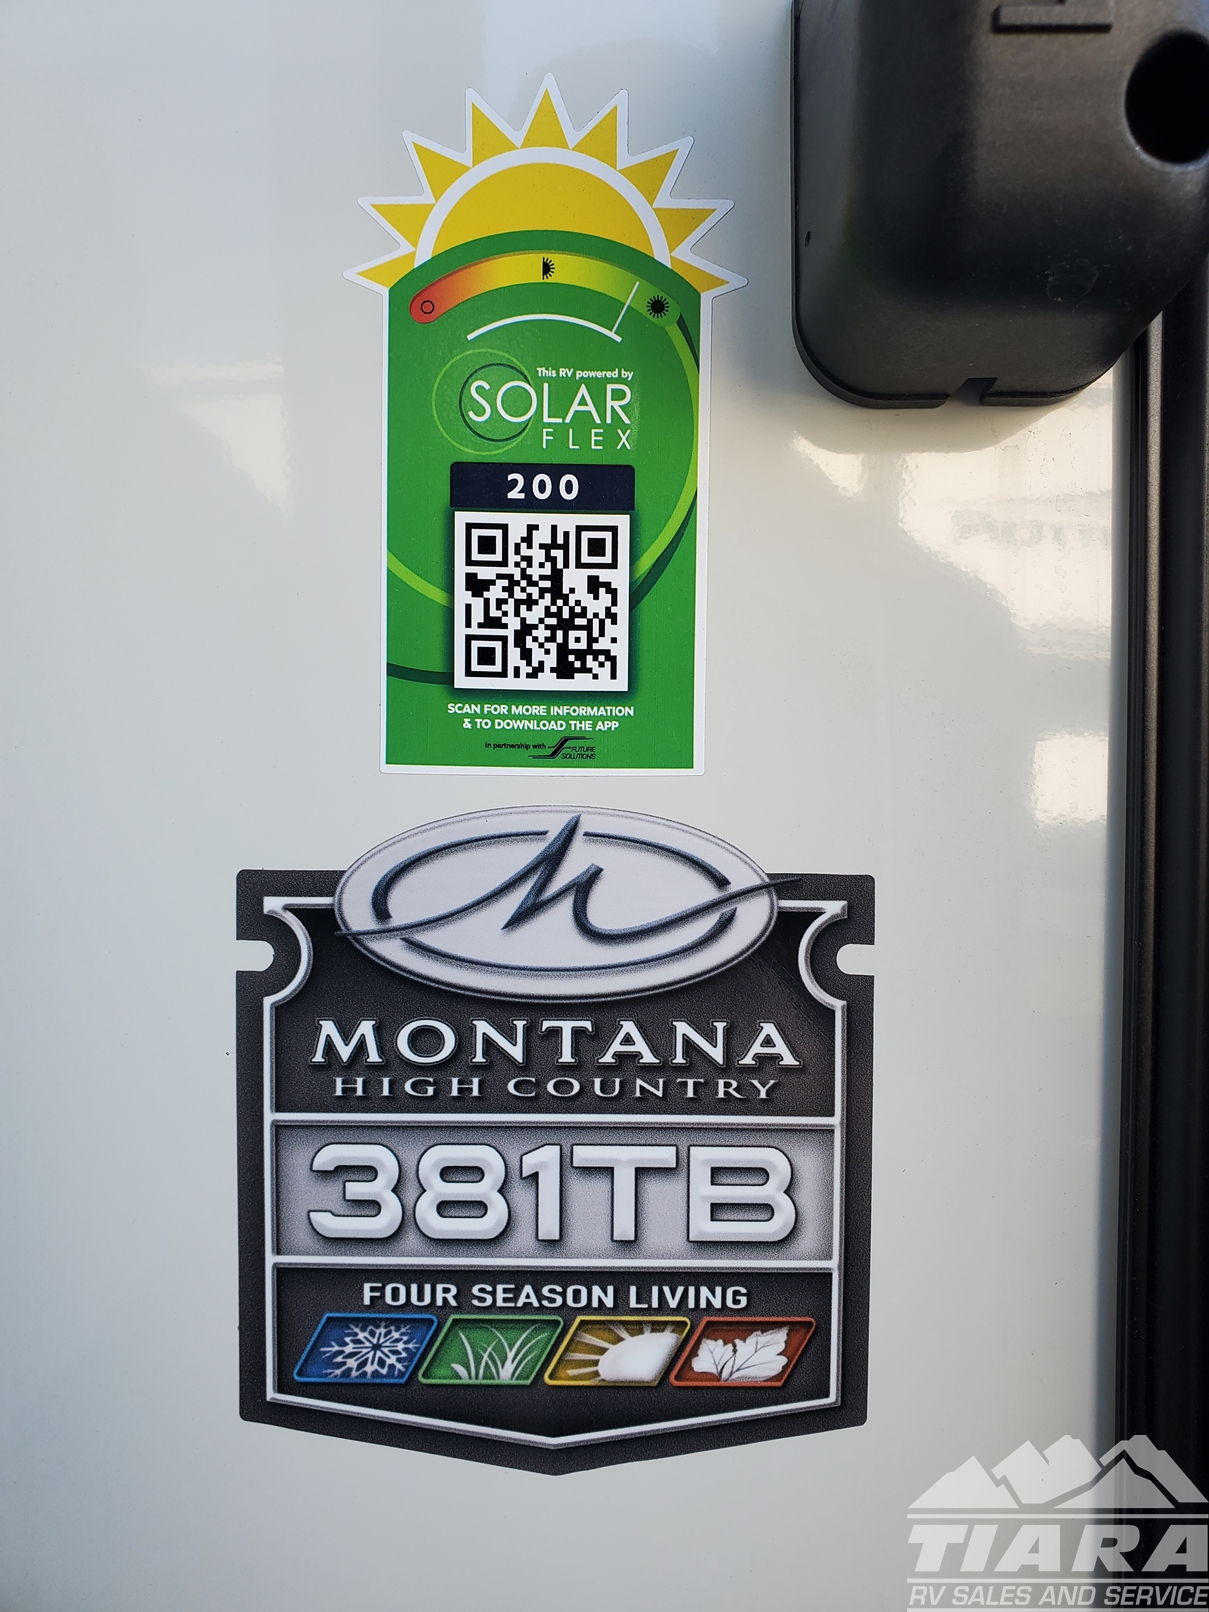 This RV powered by
SOLAR
FLEX
200
SCAN FOR MORE INFORMATION
& TO DOWNLOAD THE APP
In partnership with FUTURE
SOLUTIONS
MONTANA
HIGH COUNTRY
381TB
FOUR SEASON LIVING
TIARA
RV SALES AND SERVICE